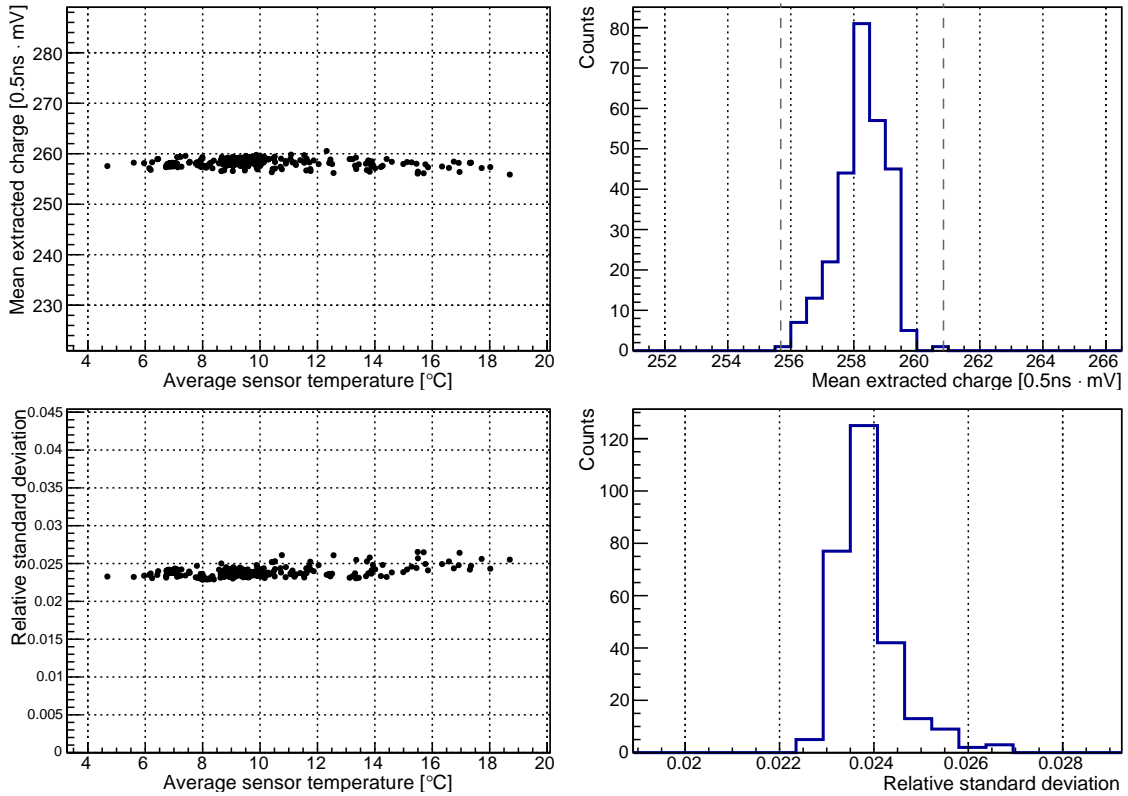 Mean extracted charge [0.5ns · mV]
280
270
260
250
240
230
4 6 8 10 12 14 16 18 20
Average sensor temperature [°C]
Counts
80
70
60
50
40
30
20
10
0
252 254 256 258 260 262 264 266
Mean extracted charge [0.5ns · mV]
Relative standard deviation
0.045
0.04
0.035
0.03
0.025
0.02
0.015
0.01
0.005
0
4 6 8 10 12 14 16 18 20
Average sensor temperature [°C]
Counts
120
100
80
60
40
20
0
0.02 0.022 0.024 0.026 0.028
Relative standard deviation